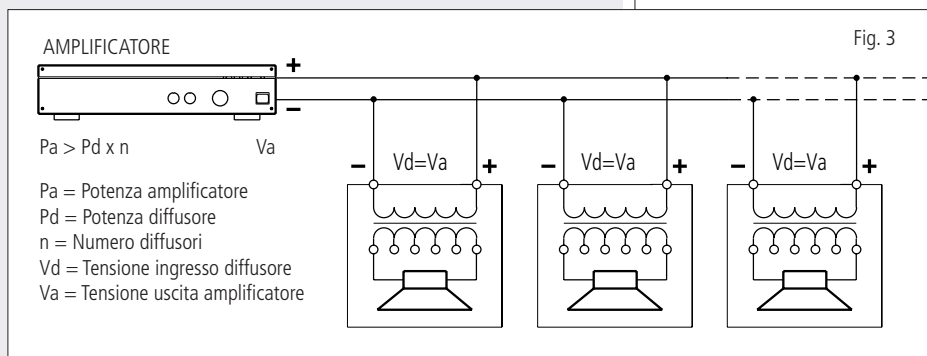 Fig. 3
AMPLIFICATORE
+
−
Pa > Pd x n Va
− Vd=Va + − Vd=Va + − Vd=Va +
Pa = Potenza amplificatore
Pd = Potenza diffusore
n = Numero diffusori
Vd = Tensione ingresso diffusore
Va = Tensione uscita amplificatore